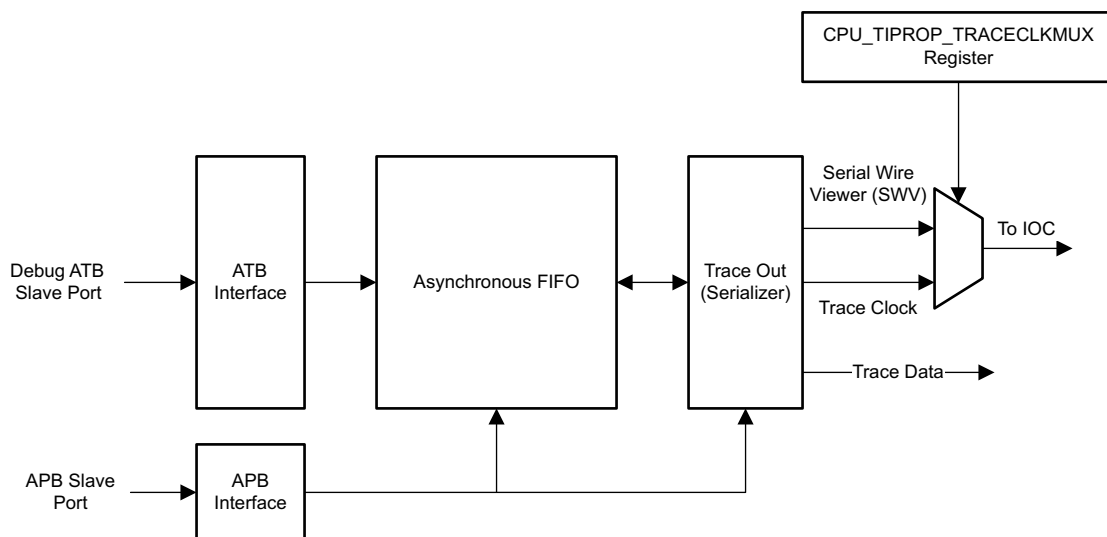 CPU_TIPROP_TRACECLKMUX
Register
Serial Wire
Viewer (SWV)
To IOC
Debug ATB
Slave Port
ATB
Interface
Asynchronous FIFO
Trace Out
(Serializer)
Trace Clock
Trace Data
APB Slave
Port
APB
Interface